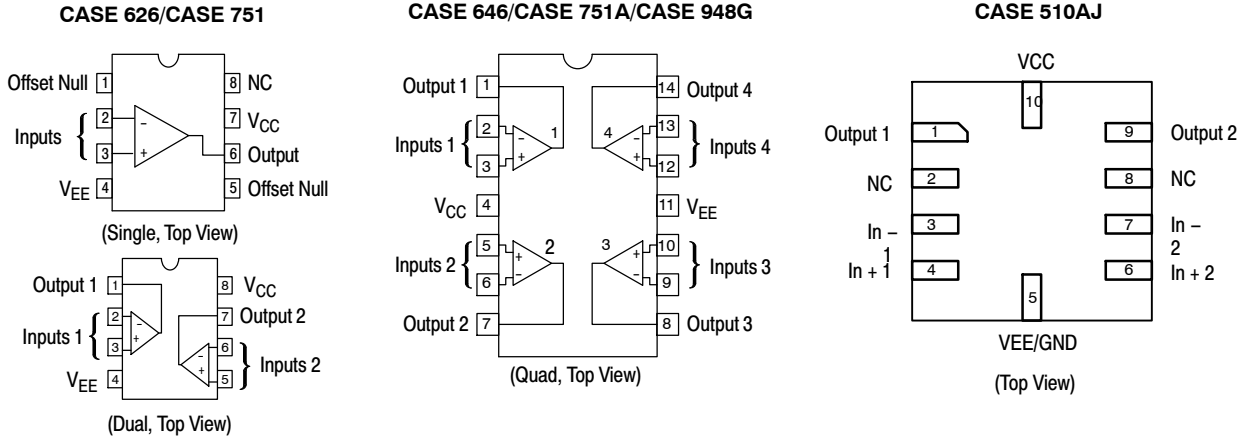 CASE 626/CASE 751
Offset Null 1
8 NC
Inputs
2
–
7 VCC
3
+
6 Output
VEE 4
5 Offset Null
(Single, Top View)
Output 1 1
8 VCC
Inputs 1
2
–
7 Output 2
3
+
–
6
Inputs 2
VEE 4
+
5
(Dual, Top View)
CASE 646/CASE 751A/CASE 948G
Output 1 1
14 Output 4
Inputs 1
2
–
1
4
–
13
Inputs 4
3
+
+
12
VCC 4
11 VEE
Inputs 2
5
+
2
3
+
10
Inputs 3
6
–
–
9
Output 2 7
8 Output 3
(Quad, Top View)
CASE 510AJ
VCC
10
Output 1 1
9 Output 2
NC 2
8 NC
In –
1
3
7 In –
2
In + 1 4
6 In + 2
5
VEE/GND
(Top View)